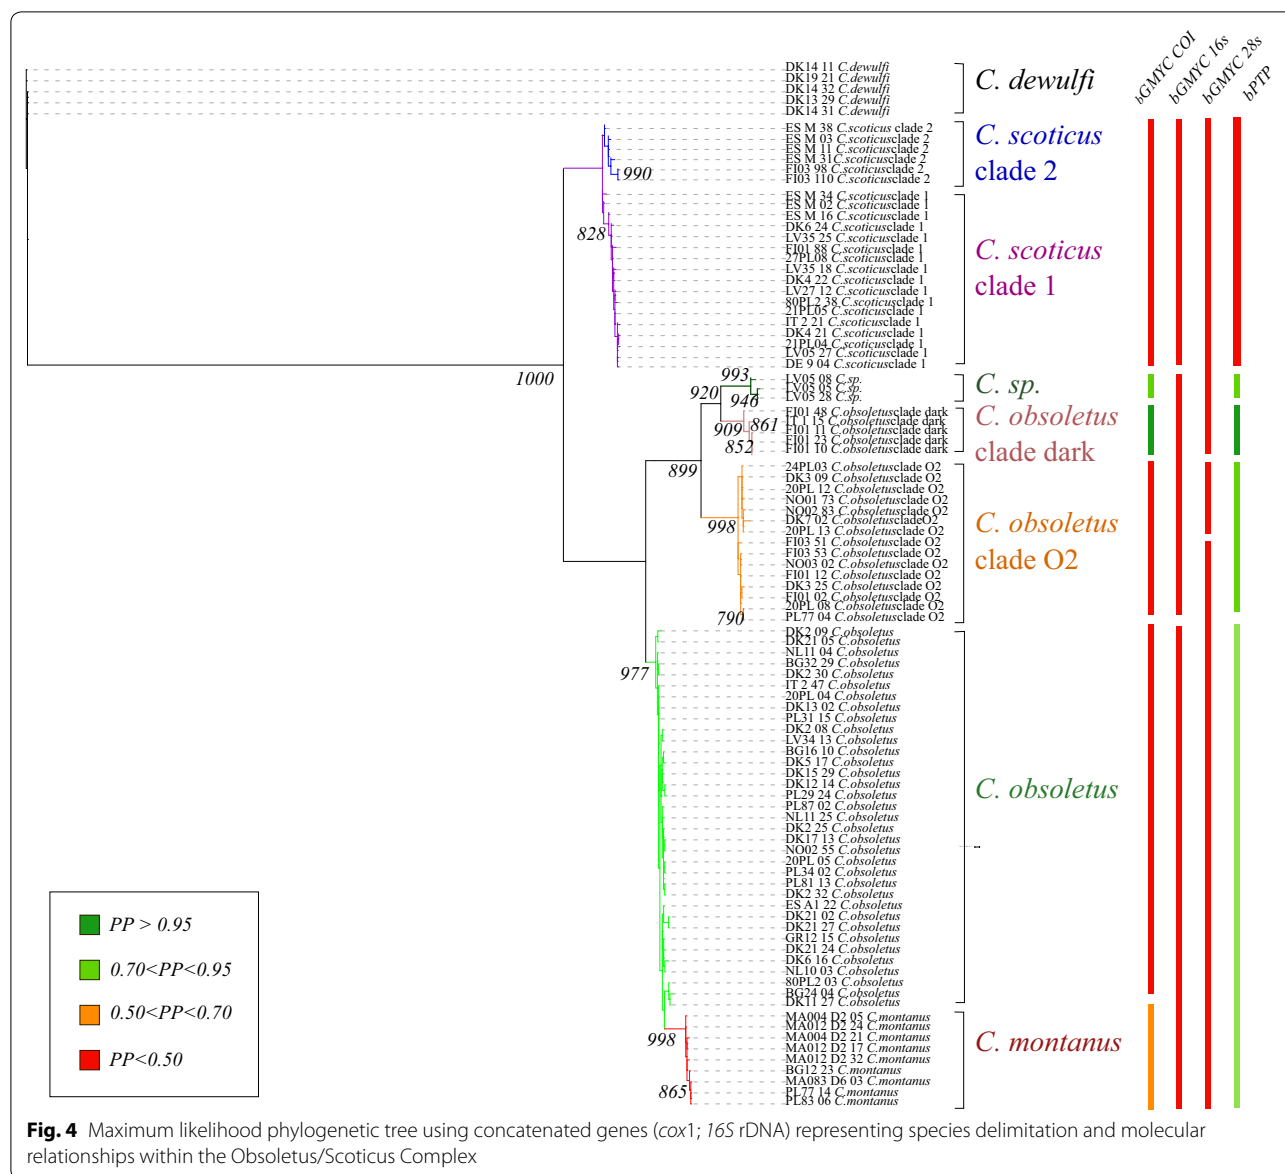 bGMYC COI
bGMYC 16s
bGMYC 28s
bPTP
DK14 11 C.dewulfi
DK19 21 C.dewulfi
DK14 32 C.dewulfi
DK13 29 C.dewulfi
DK14 31 C.dewulfi
C. dewulfi
ES M 38 C.scoticus clade 2
ES M 03 C.scoticusclade 2
ES M 11 C.scoticusclade 2
ES M 31C.scoticusclade 2
FI03 98 C.scoticusclade 2
FI03 110 C.scoticusclade 2
990
C. scoticus
clade 2
ES M 34 C.scoticusclade 1
ES M 02 C.scoticusclade 1
ES M 16 C.scoticusclade 1
DK6 24 C.scoticusclade 1
LV35 25 C.scoticusclade 1
FI01 88 C.scoticusclade 1
27PL08 C.scoticusclade 1
LV35 18 C.scoticusclade 1
DK4 22 C.scoticusclade 1
LV27 12 C.scoticusclade 1
80PL2 38 C.scoticusclade 1
21PL05 C.scoticusclade 1
IT 2 21 C.scoticusclade 1
DK4 21 C.scoticusclade 1
21PL04 C.scoticusclade 1
LV05 27 C.scoticusclade 1
DE 9 04 C.scoticusclade 1
828
C. scoticus
clade 1
1000
LV05 08 C.sp.
LV05 05 C.sp.
LV05 28 C.sp.
993
920
946
C. sp.
FI01 48 C.obsoletusclade dark
IT 1 15 C.obsoletusclade dark
FI01 11 C.obsoletusclade dark
FI01 23 C.obsoletusclade dark
FI01 10 C.obsoletusclade dark
909
861
852
C. obsoletus
clade dark
899
24PL03 C.obsoletusclade O2
DK3 09 C.obsoletusclade O2
20PL 12 C.obsoletusclade O2
NO01 73 C.obsoletusclade O2
NO02 83 C.obsoletusclade O2
DK7 02 C.obsoletuscladeO2
20PL 13 C.obsoletusclade O2
FI03 51 C.obsoletusclade O2
FI03 53 C.obsoletusclade O2
NO03 02 C.obsoletusclade O2
FI01 12 C.obsoletusclade O2
DK3 25 C.obsoletusclade O2
FI01 02 C.obsoletusclade O2
20PL 08 C.obsoletusclade O2
PL77 04 C.obsoletusclade O2
998
790
C. obsoletus
clade O2
DK2 09 C.obsoletus
DK21 05 C.obsoletus
NL11 04 C.obsoletus
BG32 29 C.obsoletus
DK2 30 C.obsoletus
IT 2 47 C.obsoletus
20PL 04 C.obsoletus
DK13 02 C.obsoletus
PL31 15 C.obsoletus
DK2 08 C.obsoletus
LV34 13 C.obsoletus
BG16 10 C.obsoletus
DK5 17 C.obsoletus
DK15 29 C.obsoletus
DK12 14 C.obsoletus
PL29 24 C.obsoletus
PL87 02 C.obsoletus
NL11 25 C.obsoletus
DK2 25 C.obsoletus
DK17 13 C.obsoletus
NO02 55 C.obsoletus
20PL 05 C.obsoletus
PL34 02 C.obsoletus
PL81 13 C.obsoletus
DK2 32 C.obsoletus
ES A1 22 C.obsoletus
DK21 02 C.obsoletus
DK21 27 C.obsoletus
GR12 15 C.obsoletus
DK21 24 C.obsoletus
DK6 16 C.obsoletus
NL10 03 C.obsoletus
80PL2 03 C.obsoletus
BG24 04 C.obsoletus
DK11 27 C.obsoletus
977
C. obsoletus
MA004 D2 05 C.montanus
MA012 D2 24 C.montanus
MA004 D2 21 C.montanus
MA012 D2 17 C.montanus
MA012 D2 32 C.montanus
BG12 23 C.montanus
MA083 D6 03 C.montanus
PL77 14 C.montanus
PL83 06 C.montanus
998
865
C. montanus
PP > 0.95
0.70<PP<0.95
0.50<PP<0.70
PP<0.50
Fig. 4 Maximum likelihood phylogenetic tree using concatenated genes (cox1; 16S rDNA) representing species delimitation and molecular
relationships within the Obsoletus/Scoticus Complex